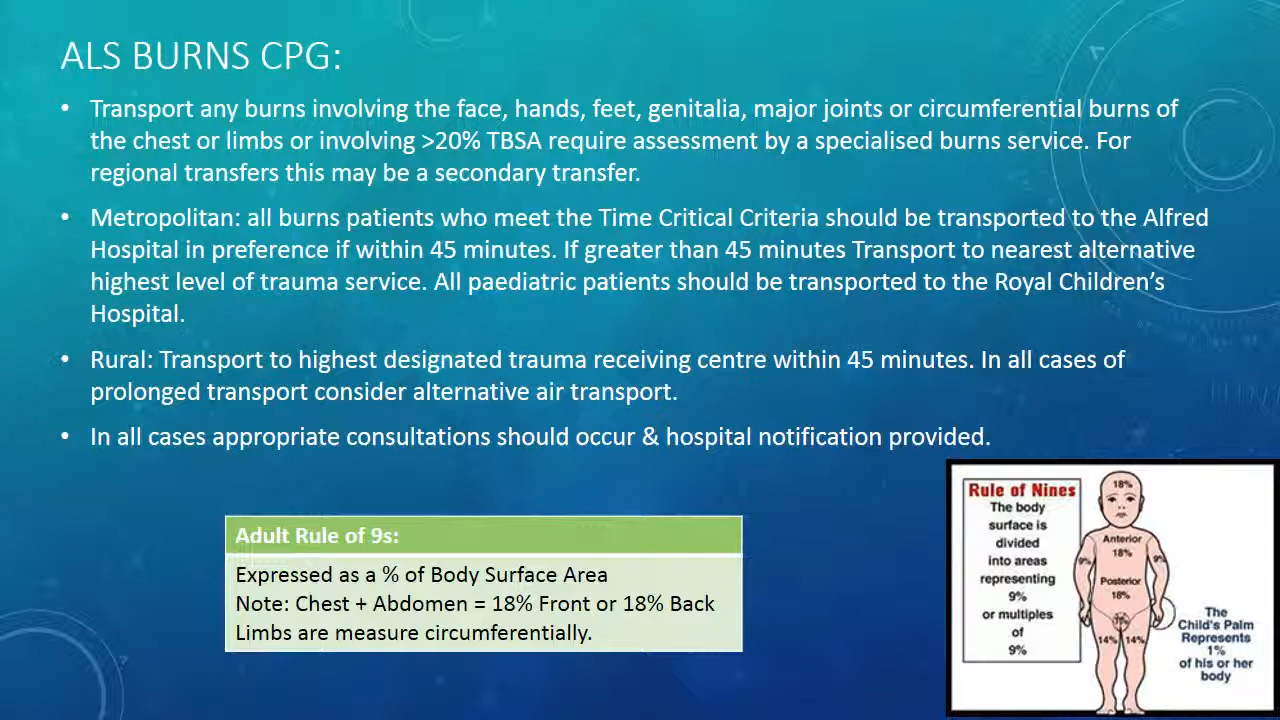 ALS BURNS CPG:
• Transport any burns involving the face, hands, feet, genitalia, major joints or circumferential burns of
the chest or limbs or involving >20% TBSA require assessment by a specialised burns service. For
regional transfers this may be a secondary transfer.
• Metropolitan: all burns patients who meet the Time Critical Criteria should be transported to the Alfred
Hospital in preference if within 45 minutes. If greater than 45 minutes Transport to nearest alternative
highest level of trauma service. All paediatric patients should be transported to the Royal Children’s
Hospital.
• Rural: Transport to highest designated trauma receiving centre within 45 minutes. In all cases of
prolonged transport consider alternative air transport.
• In all cases appropriate consultations should occur & hospital notification provided.
Adult Rule of 9s:
Expressed as a % of Body Surface Area
Note: Chest + Abdomen = 18% Front or 18% Back
Limbs are measure circumferentially.
Rule of Nines
The body
surface is
divided
into areas
representing
9%
or multiples
of
9%
18%
Anterior
18%
9%
9%
Posterior
18%
14%
14%
The
Child's Palm
Represents
1%
of his or her
body